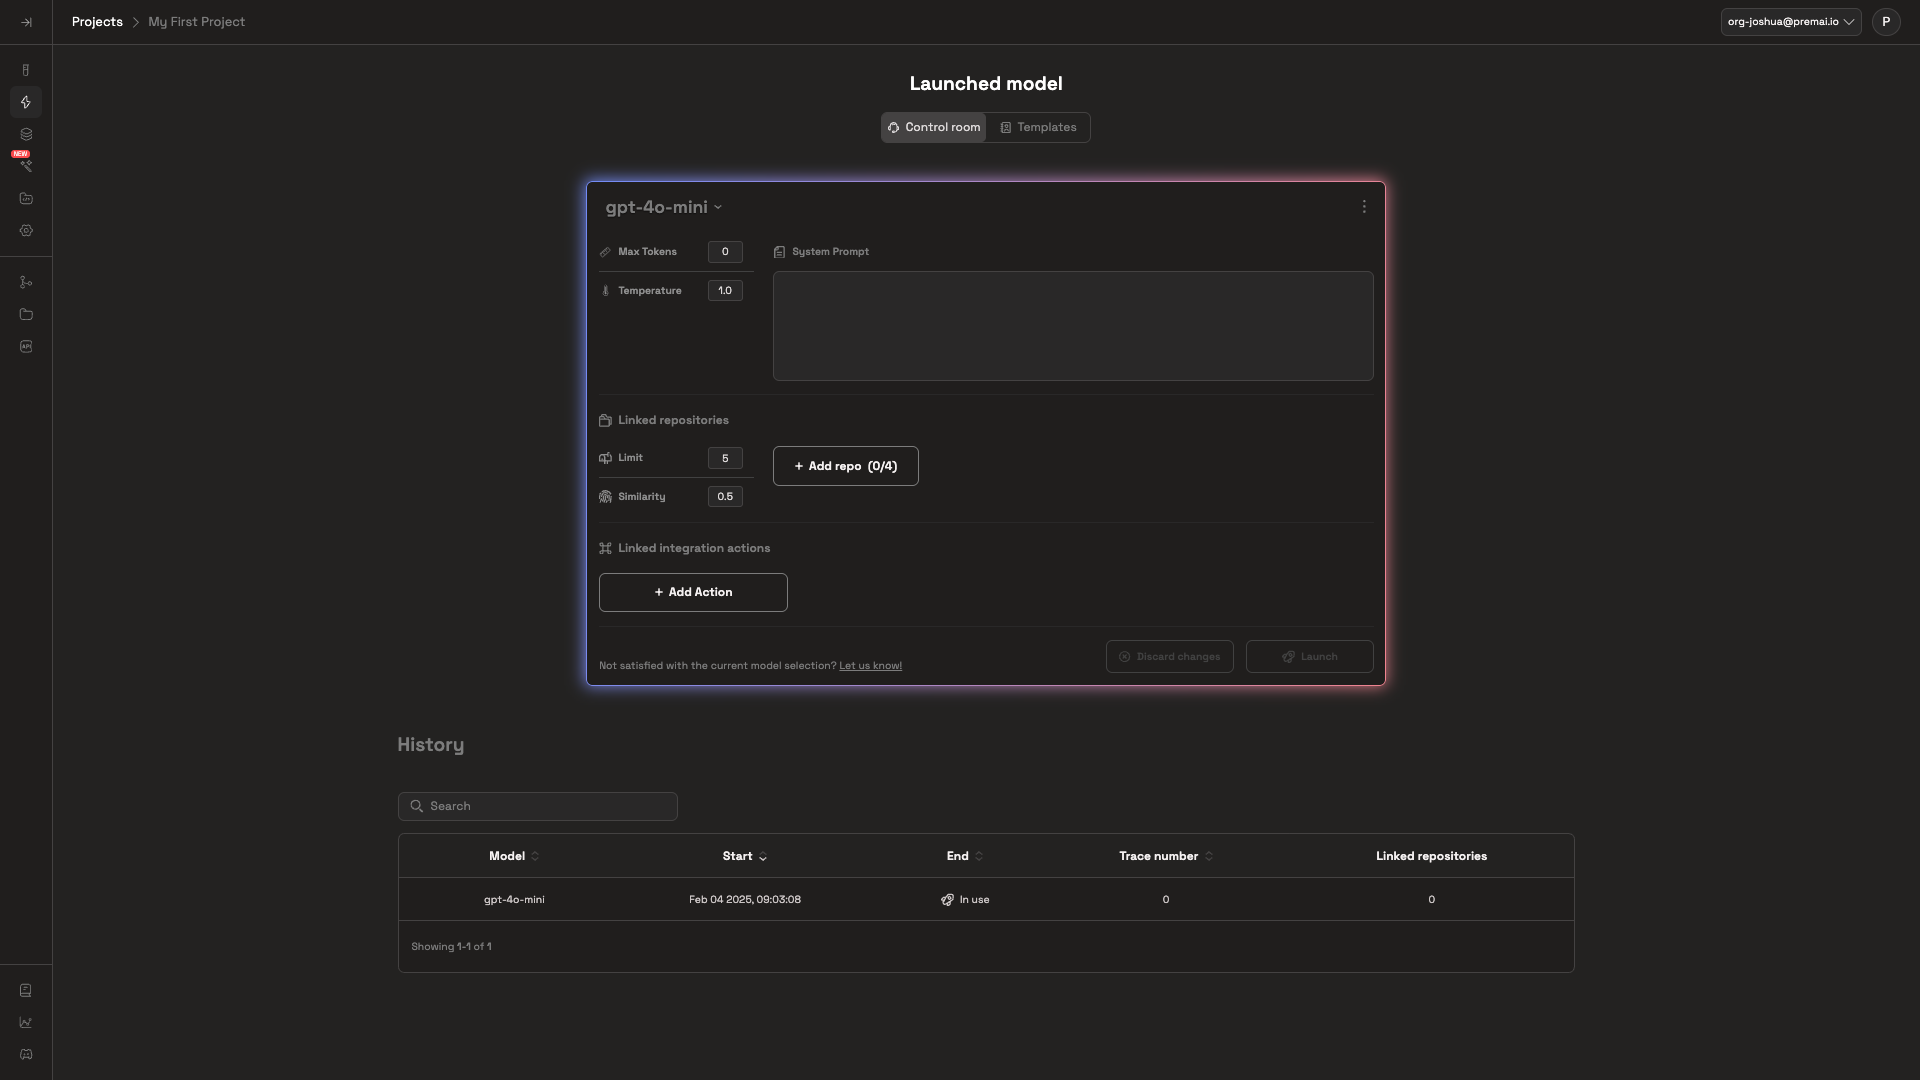 Projects
My First Project
org-joshua@premai.io
P
NEW
API
Launched model
Control room
Templates
gpt-4o-mini
Max Tokens
0
System Prompt
Temperature
1.0
Linked repositories
Limit
5
+ Add repo (0/4)
Similarity
0.5
Linked integration actions
+ Add Action
Not satisfied with the current model selection? Let us know!
Discard changes
Launch
History
Search
Model
Start
End
Trace number
Linked repositories
gpt-4o-mini
Feb 04 2025, 09:03:08
In use
0
0
Showing 1-1 of 1